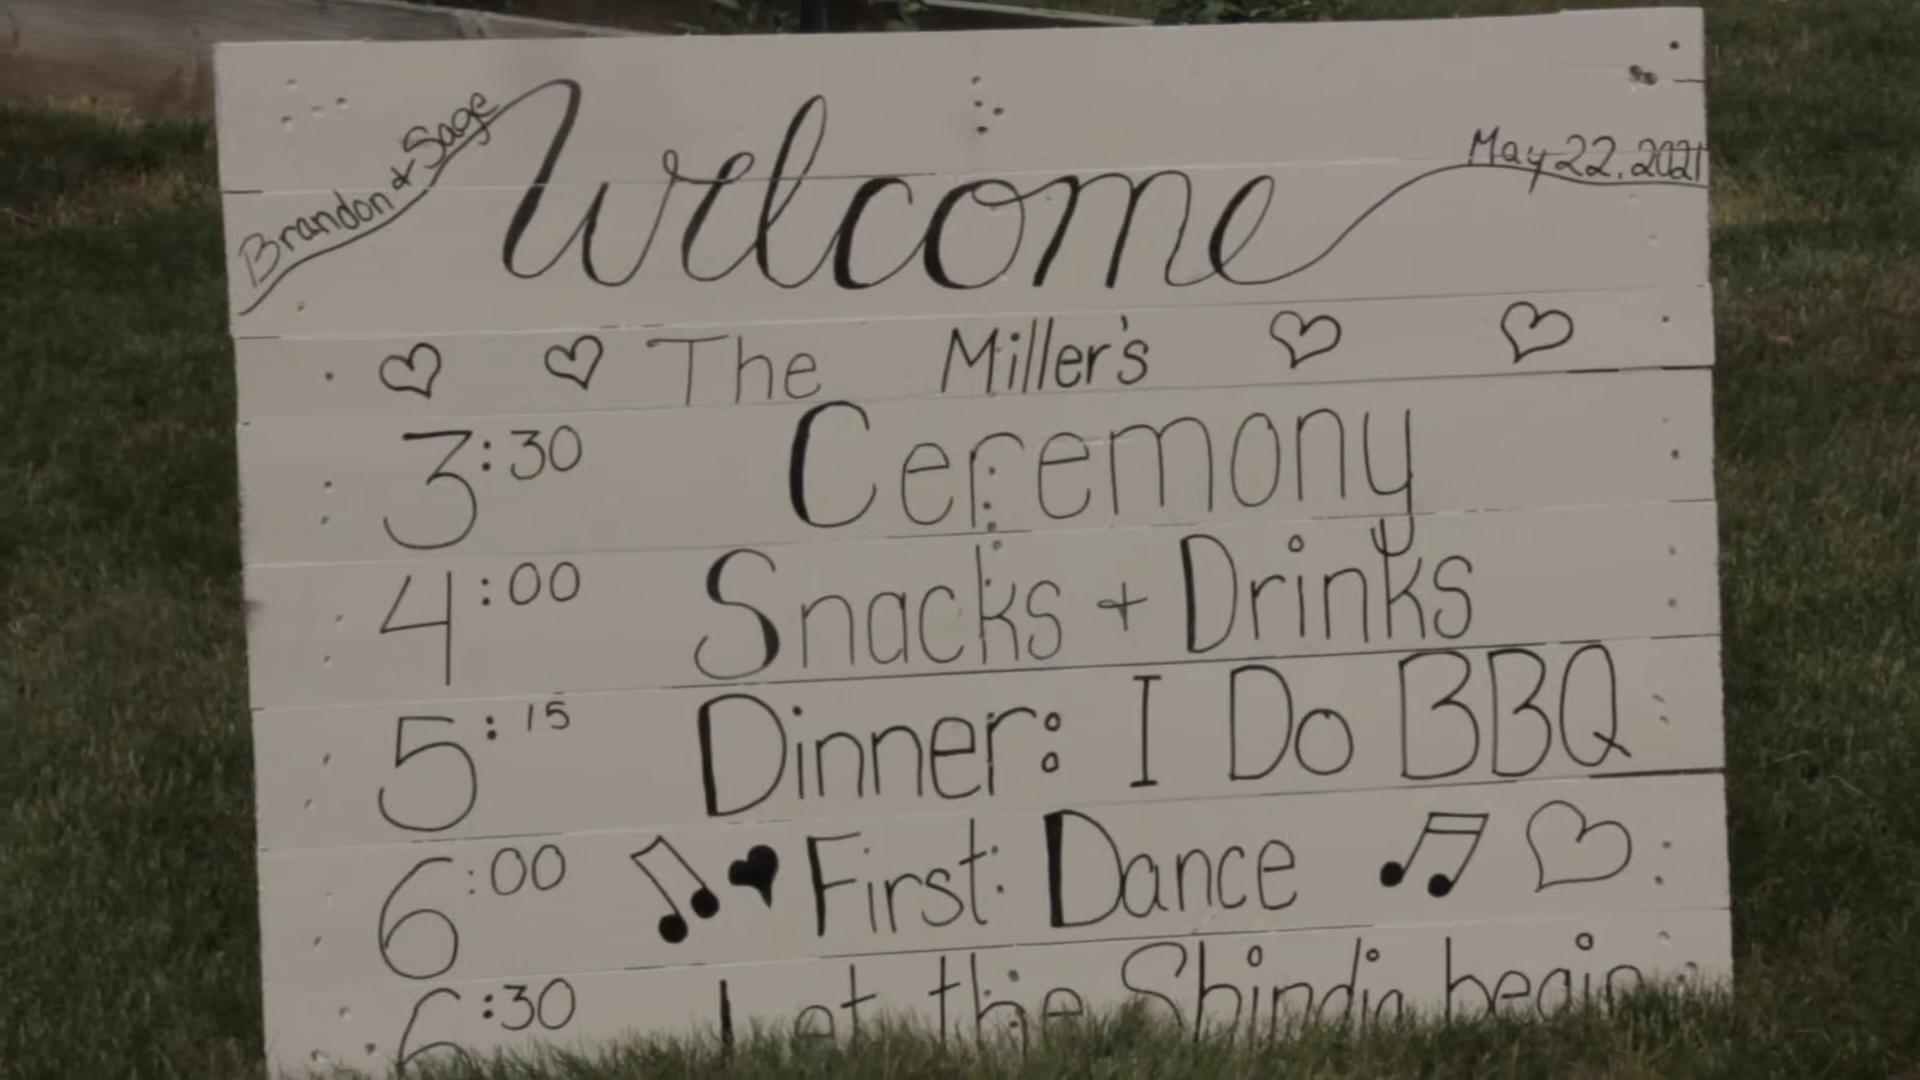 Brandon & Sage
Welcome
May 22, 2021
The Miller's
3:30 Ceremony
4:00 Snacks + Drinks
5:15 Dinner: I Do BBQ
6:00 First Dance
6:30 Let the Shindig begin